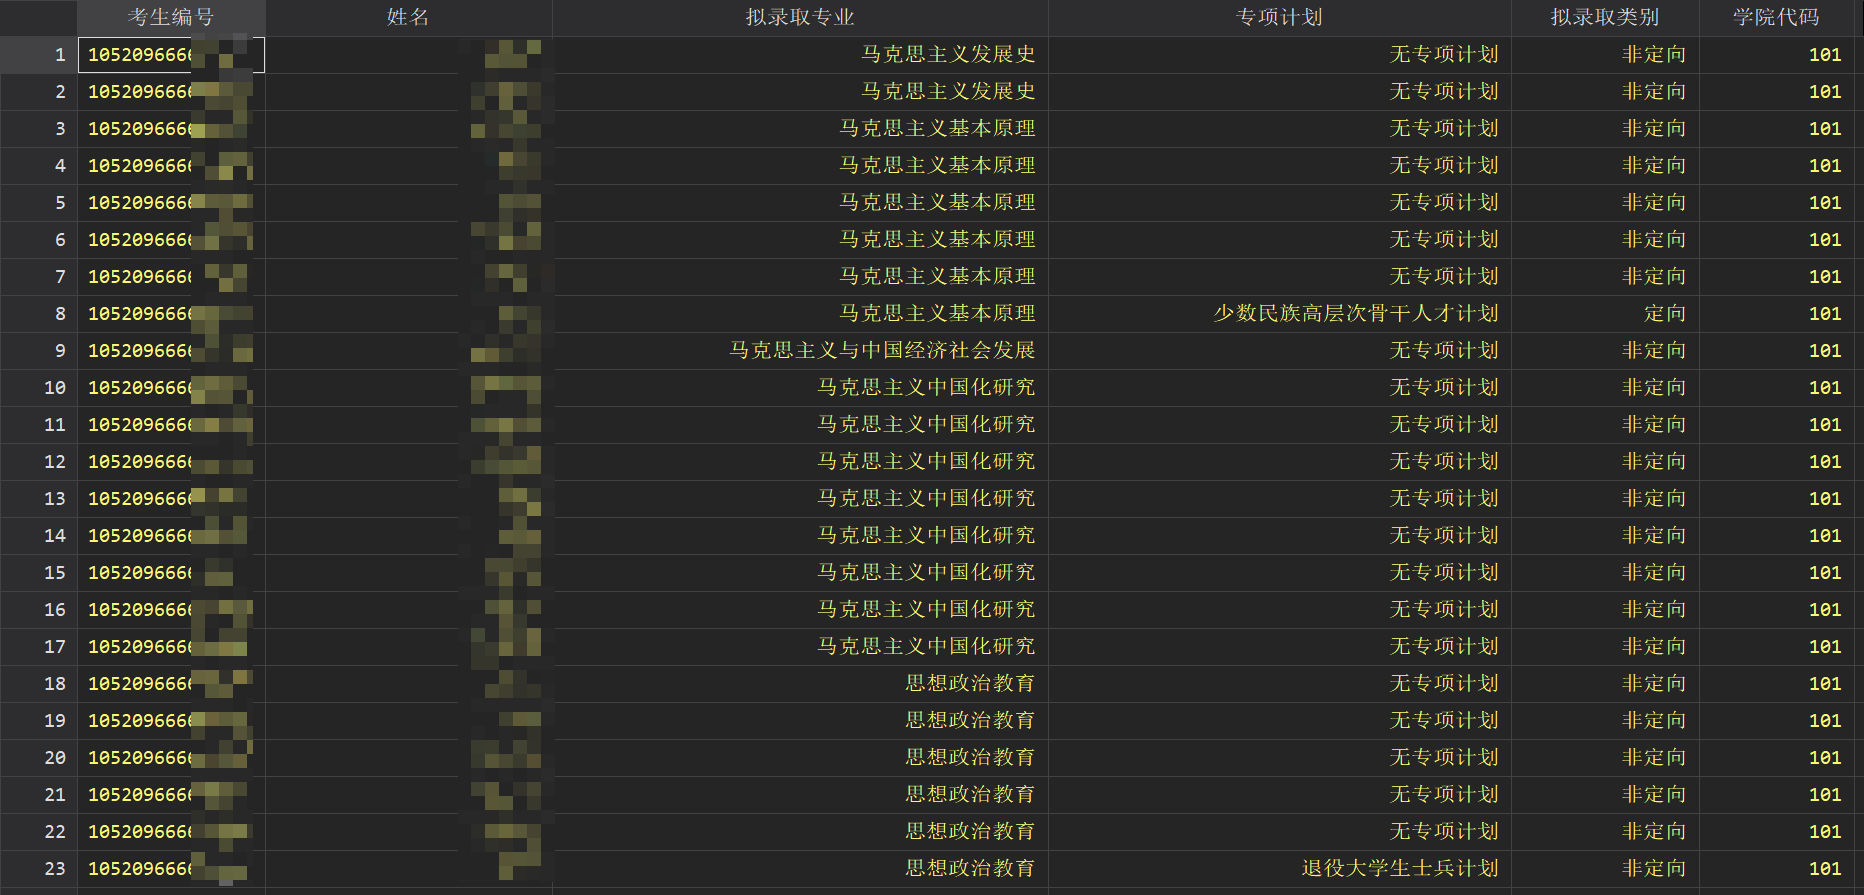 考生编号 姓名 拟录取专业 专项计划 拟录取类别 学院代码
1 1052096666 马克思主义发展史 无专项计划 非定向 101
2 1052096666 马克思主义发展史 无专项计划 非定向 101
3 1052096666 马克思主义基本原理 无专项计划 非定向 101
4 1052096666 马克思主义基本原理 无专项计划 非定向 101
5 1052096666 马克思主义基本原理 无专项计划 非定向 101
6 1052096666 马克思主义基本原理 无专项计划 非定向 101
7 1052096666 马克思主义基本原理 无专项计划 非定向 101
8 1052096666 马克思主义基本原理 少数民族高层次骨干人才计划 定向 101
9 1052096666 马克思主义与中国经济社会发展 无专项计划 非定向 101
10 1052096666 马克思主义中国化研究 无专项计划 非定向 101
11 1052096666 马克思主义中国化研究 无专项计划 非定向 101
12 1052096666 马克思主义中国化研究 无专项计划 非定向 101
13 1052096666 马克思主义中国化研究 无专项计划 非定向 101
14 1052096666 马克思主义中国化研究 无专项计划 非定向 101
15 1052096666 马克思主义中国化研究 无专项计划 非定向 101
16 1052096666 马克思主义中国化研究 无专项计划 非定向 101
17 1052096666 马克思主义中国化研究 无专项计划 非定向 101
18 1052096666 思想政治教育 无专项计划 非定向 101
19 1052096666 思想政治教育 无专项计划 非定向 101
20 1052096666 思想政治教育 无专项计划 非定向 101
21 1052096666 思想政治教育 无专项计划 非定向 101
22 1052096666 思想政治教育 无专项计划 非定向 101
23 1052096666 思想政治教育 退役大学生士兵计划 非定向 101